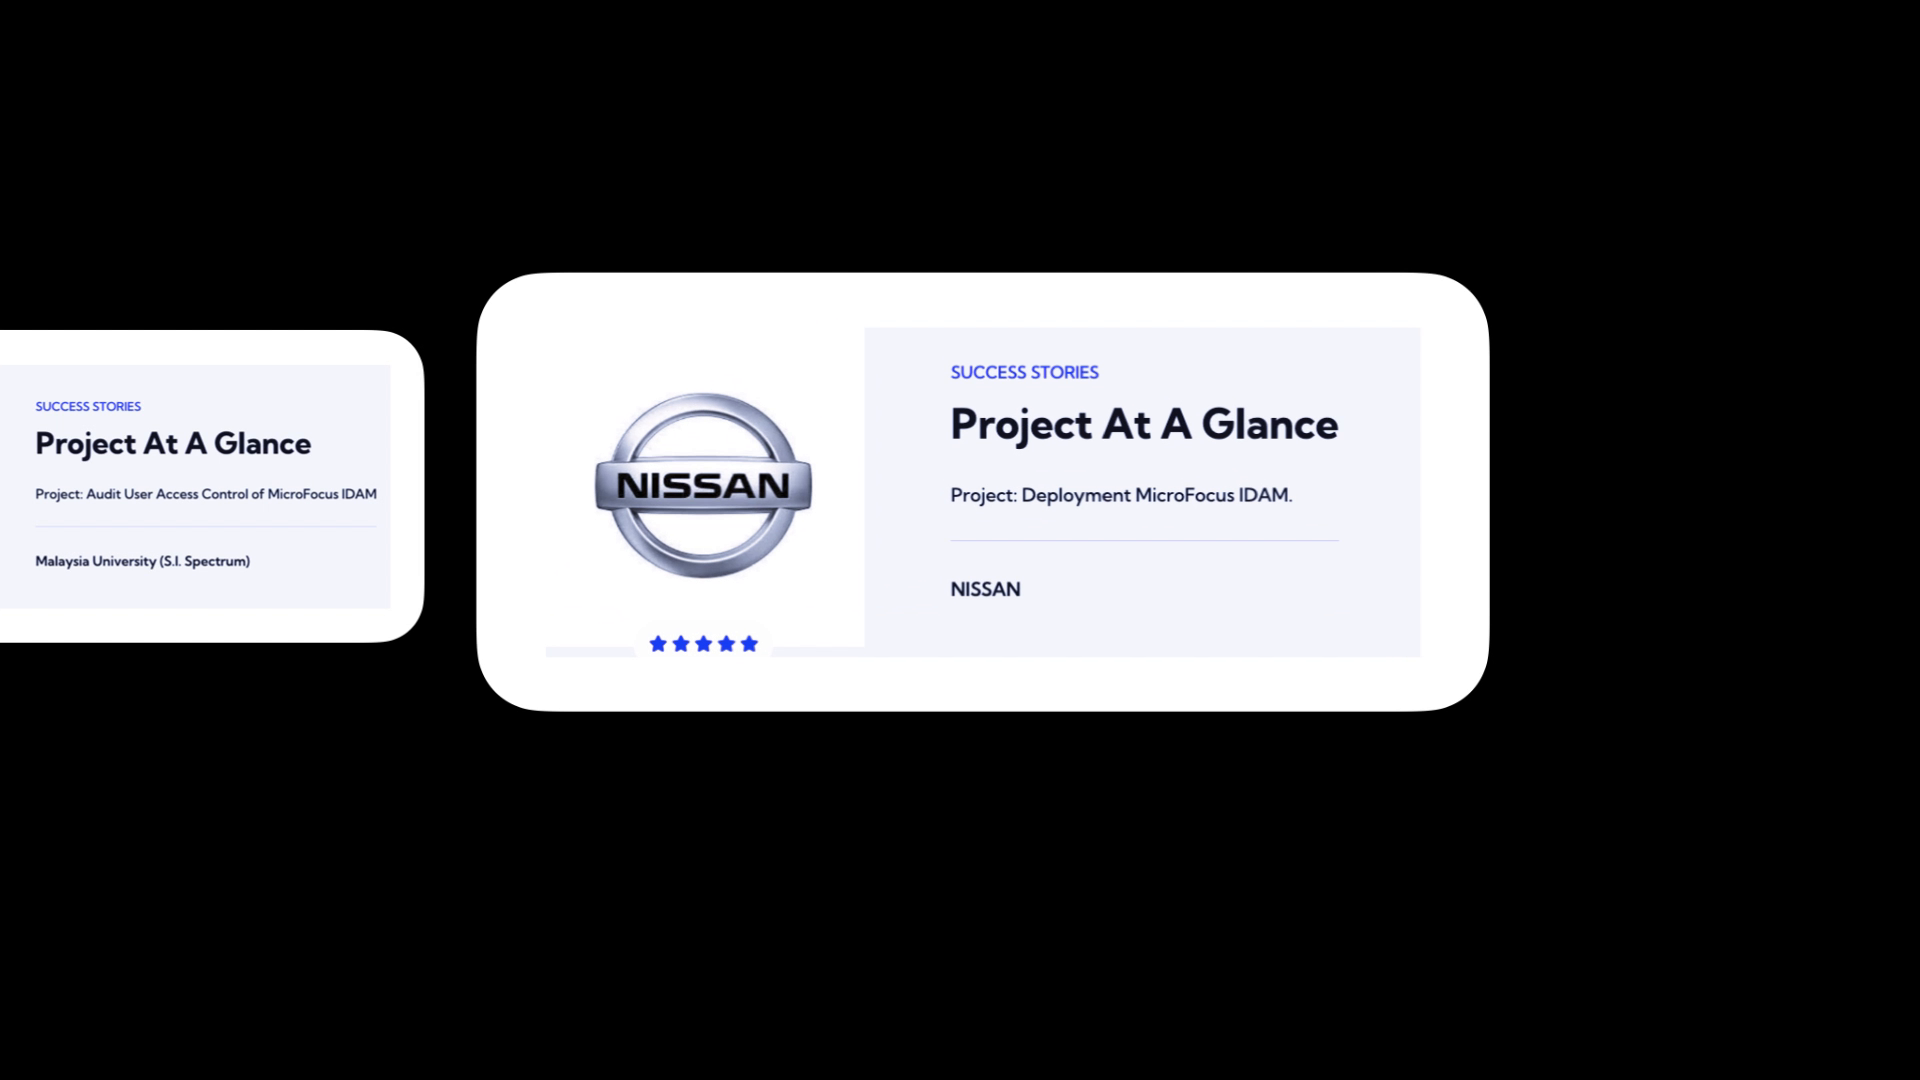 SUCCESS STORIES
Project At A Glance
Project: Audit User Access Control of MicroFocus IDAM
Malaysia University (S.I. Spectrum)
NISSAN
SUCCESS STORIES
Project At A Glance
Project: Deployment MicroFocus IDAM.
NISSAN